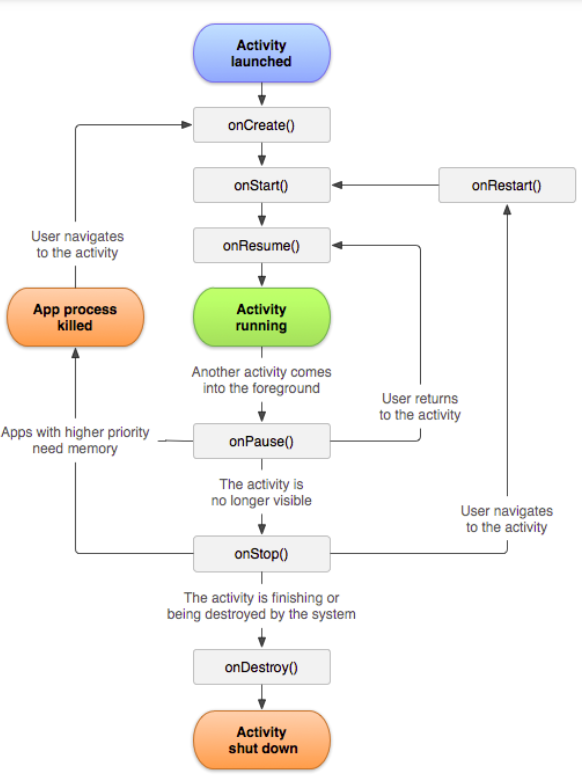 Activity
launched
onCreate()
onStart()
onRestart()
User navigates
to the activity
onResume()
App process
killed
Activity
running
Another activity comes
into the foreground
User returns
to the activity
Apps with higher priority
need memory
onPause()
The activity is
no longer visible
User navigates
to the activity
onStop()
The activity is finishing or
being destroyed by the system
onDestroy()
Activity
shut down